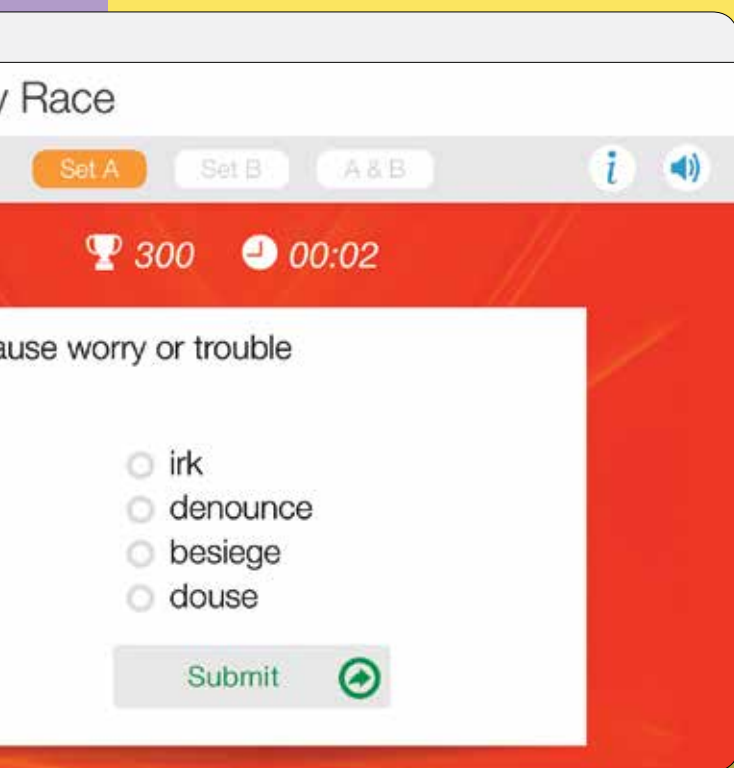 y Race
Set A Set B A & B i
300 00:02
ause worry or trouble
irk
denounce
besiege
douse
Submit